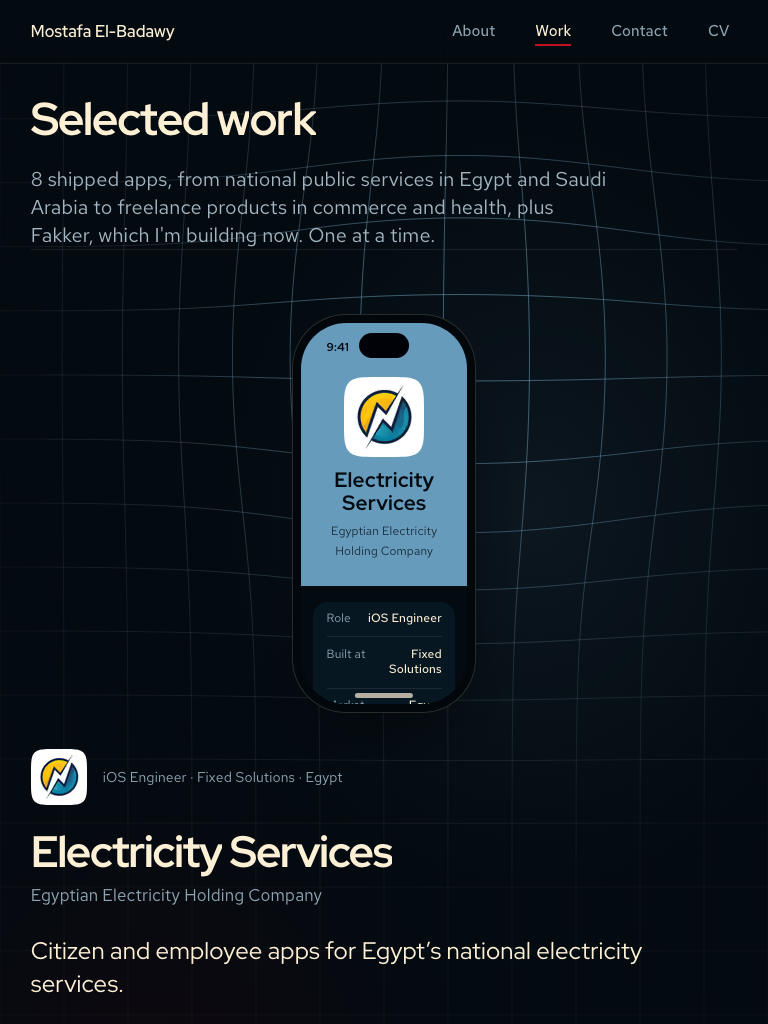 Mostafa El-Badawy
About
Work
Contact
CV
Selected work
8 shipped apps, from national public services in Egypt and Saudi
Arabia to freelance products in commerce and health, plus
Fakker, which I'm building now. One at a time.
9:41
Electricity
Services
Egyptian Electricity
Holding Company
Role iOS Engineer
Built at Fixed
Solutions
iOS Engineer · Fixed Solutions · Egypt
Electricity Services
Egyptian Electricity Holding Company
Citizen and employee apps for Egypt’s national electricity
services.